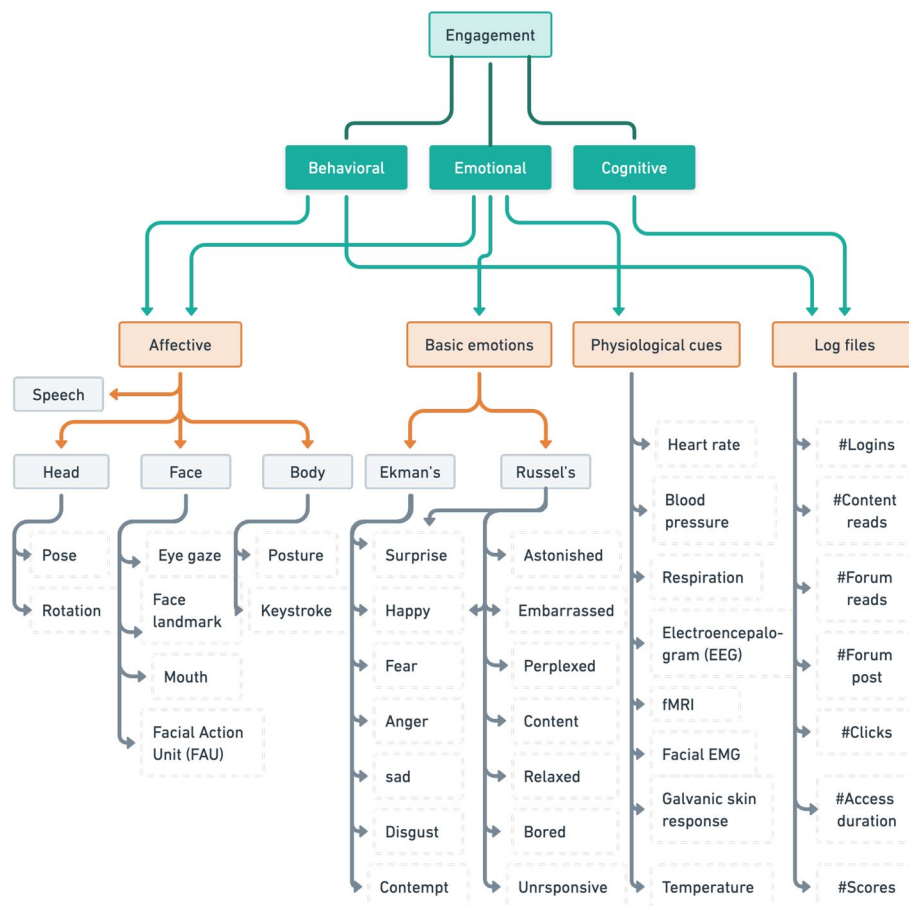 Engagement
Behavioral
Emotional
Cognitive
Affective
Basic emotions
Physiological cues
Log files
Speech
Head
Face
Body
Ekman's
Russel's
Pose
Rotation
Eye gaze
Face
landmark
Mouth
Facial Action
Unit (FAU)
Posture
Keystroke
Surprise
Happy
Fear
Anger
sad
Disgust
Contempt
Astonished
Embarrassed
Perplexed
Content
Relaxed
Bored
Unrsponsive
Heart rate
Blood
pressure
Respiration
Electroencepalo-
gram (EEG)
fMRI
Facial EMG
Galvanic skin
response
Temperature
#Logins
#Content
reads
#Forum
reads
#Forum
post
#Clicks
#Access
duration
#Scores